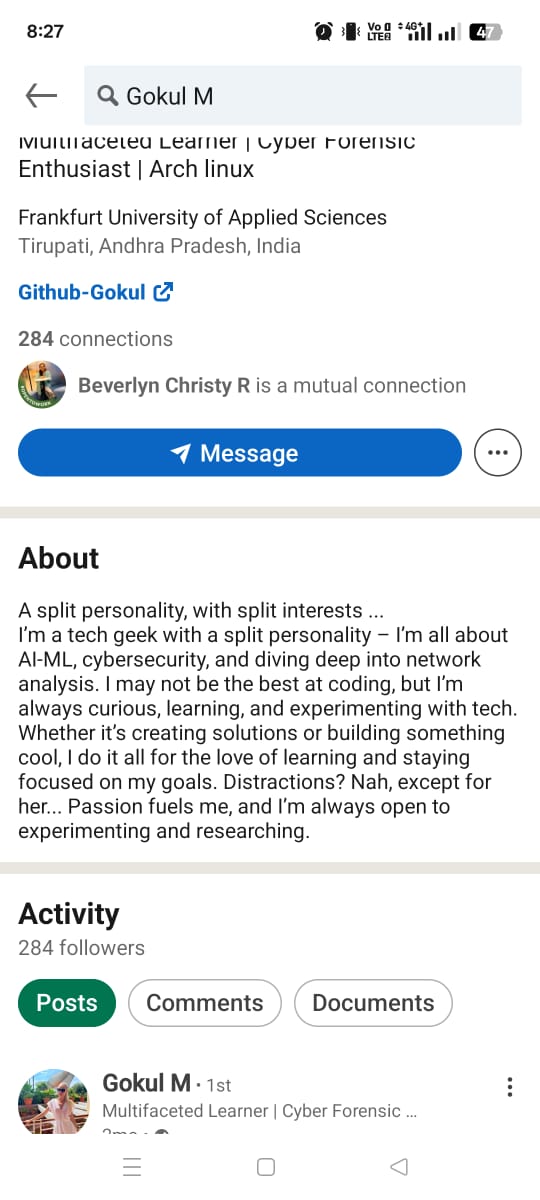 8:27
Vo LTE2 4G+ 47
Gokul M
Multifaceted Learner | Cyber Forensic
Enthusiast | Arch linux
Frankfurt University of Applied Sciences
Tirupati, Andhra Pradesh, India
Github-Gokul
284 connections
Beverlyn Christy R is a mutual connection
Message
About
A split personality, with split interests ...
I'm a tech geek with a split personality – I'm all about
AI-ML, cybersecurity, and diving deep into network
analysis. I may not be the best at coding, but I'm
always curious, learning, and experimenting with tech.
Whether it's creating solutions or building something
cool, I do it all for the love of learning and staying
focused on my goals. Distractions? Nah, except for
her... Passion fuels me, and I'm always open to
experimenting and researching.
Activity
284 followers
Posts Comments Documents
Gokul M · 1st
Multifaceted Learner | Cyber Forensic ...